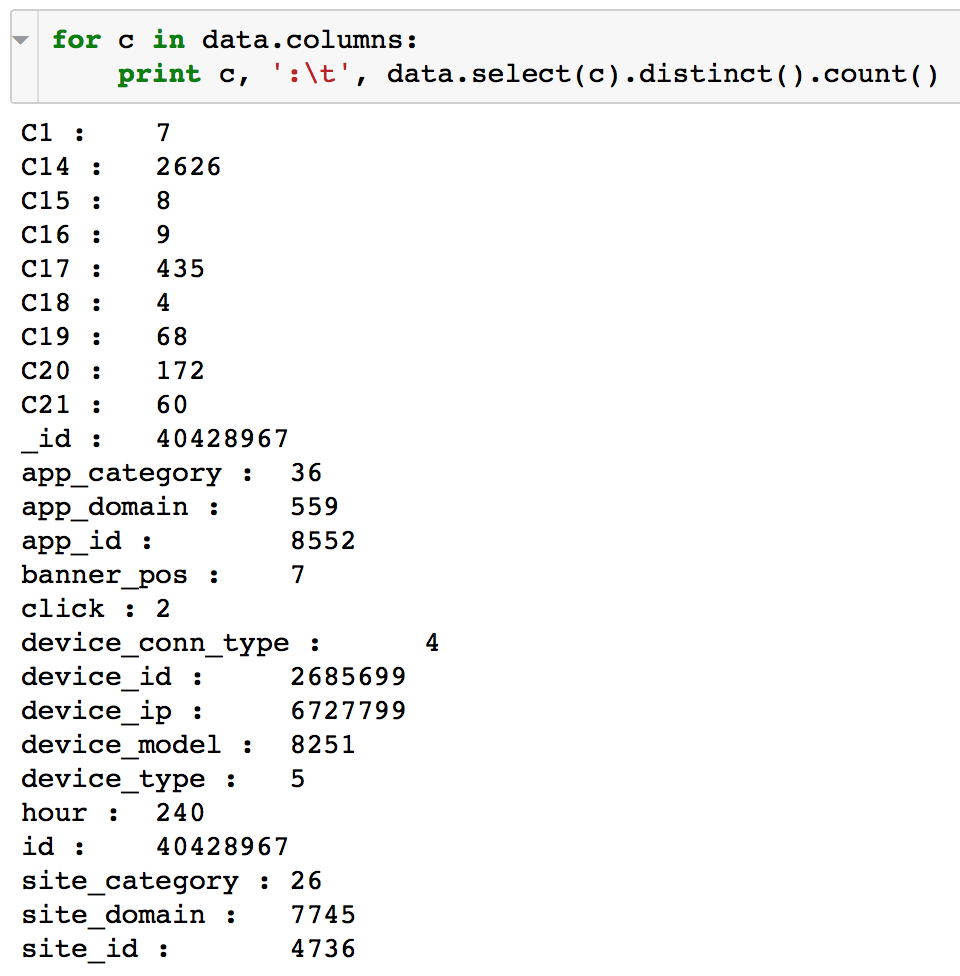 for c in data.columns:
    print c, ':\t', data.select(c).distinct().count()
C1 :	7
C14 :	2626
C15 :	8
C16 :	9
C17 :	435
C18 :	4
C19 :	68
C20 :	172
C21 :	60
_id :	40428967
app_category :	36
app_domain :	559
app_id :	8552
banner_pos :	7
click :	2
device_conn_type :	4
device_id :	2685699
device_ip :	6727799
device_model :	8251
device_type :	5
hour :	240
id :	40428967
site_category :	26
site_domain :	7745
site_id :	4736